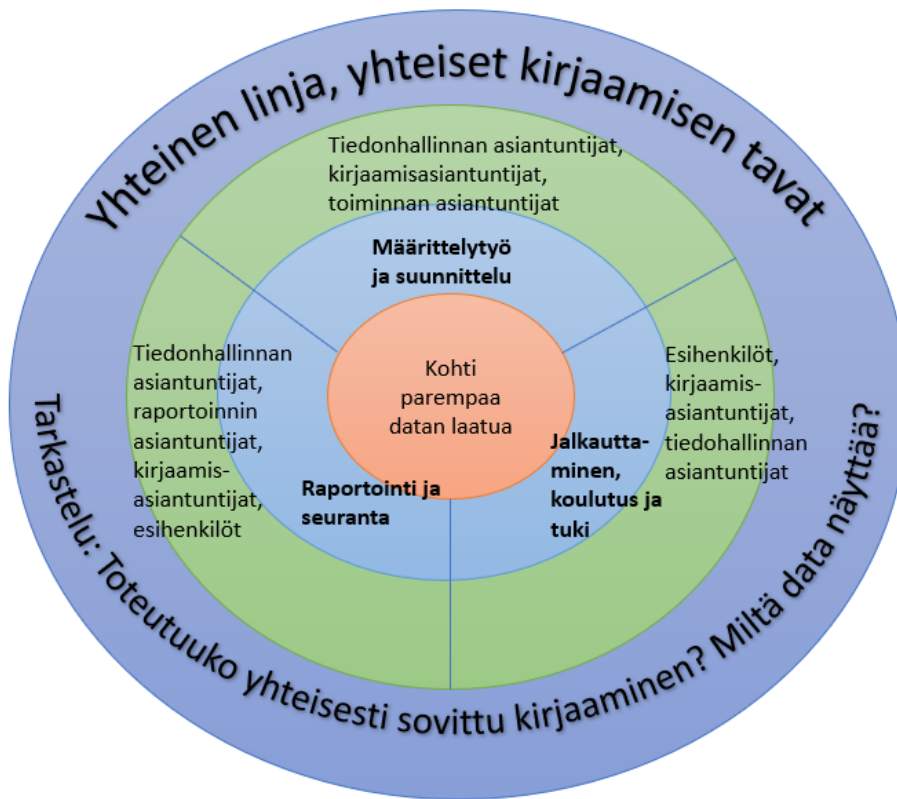 Yhteinen linja, yhteiset kirjaamisen tavat
Tiedonhallinnan asiantuntijat,
kirjaamisasiantuntijat,
toiminnan asiantuntijat
Määrittelytyö
ja suunnittelu
Kohti
parempaa
datan laatua
Esihenkilöt,
kirjaamis-
asiantuntijat,
tiedohallinnan
asiantuntijat
Jalkautta-
minen,
koulutus ja
tuki
Tiedonhallinnan
asiantuntijat,
raportoinnin
asiantuntijat,
kirjaamis-
asiantuntijat,
esihenkilöt
Raportointi ja
seuranta
Tarkastelu: Toteutuuko yhteisesti sovittu kirjaaminen? Miltä data näyttää?